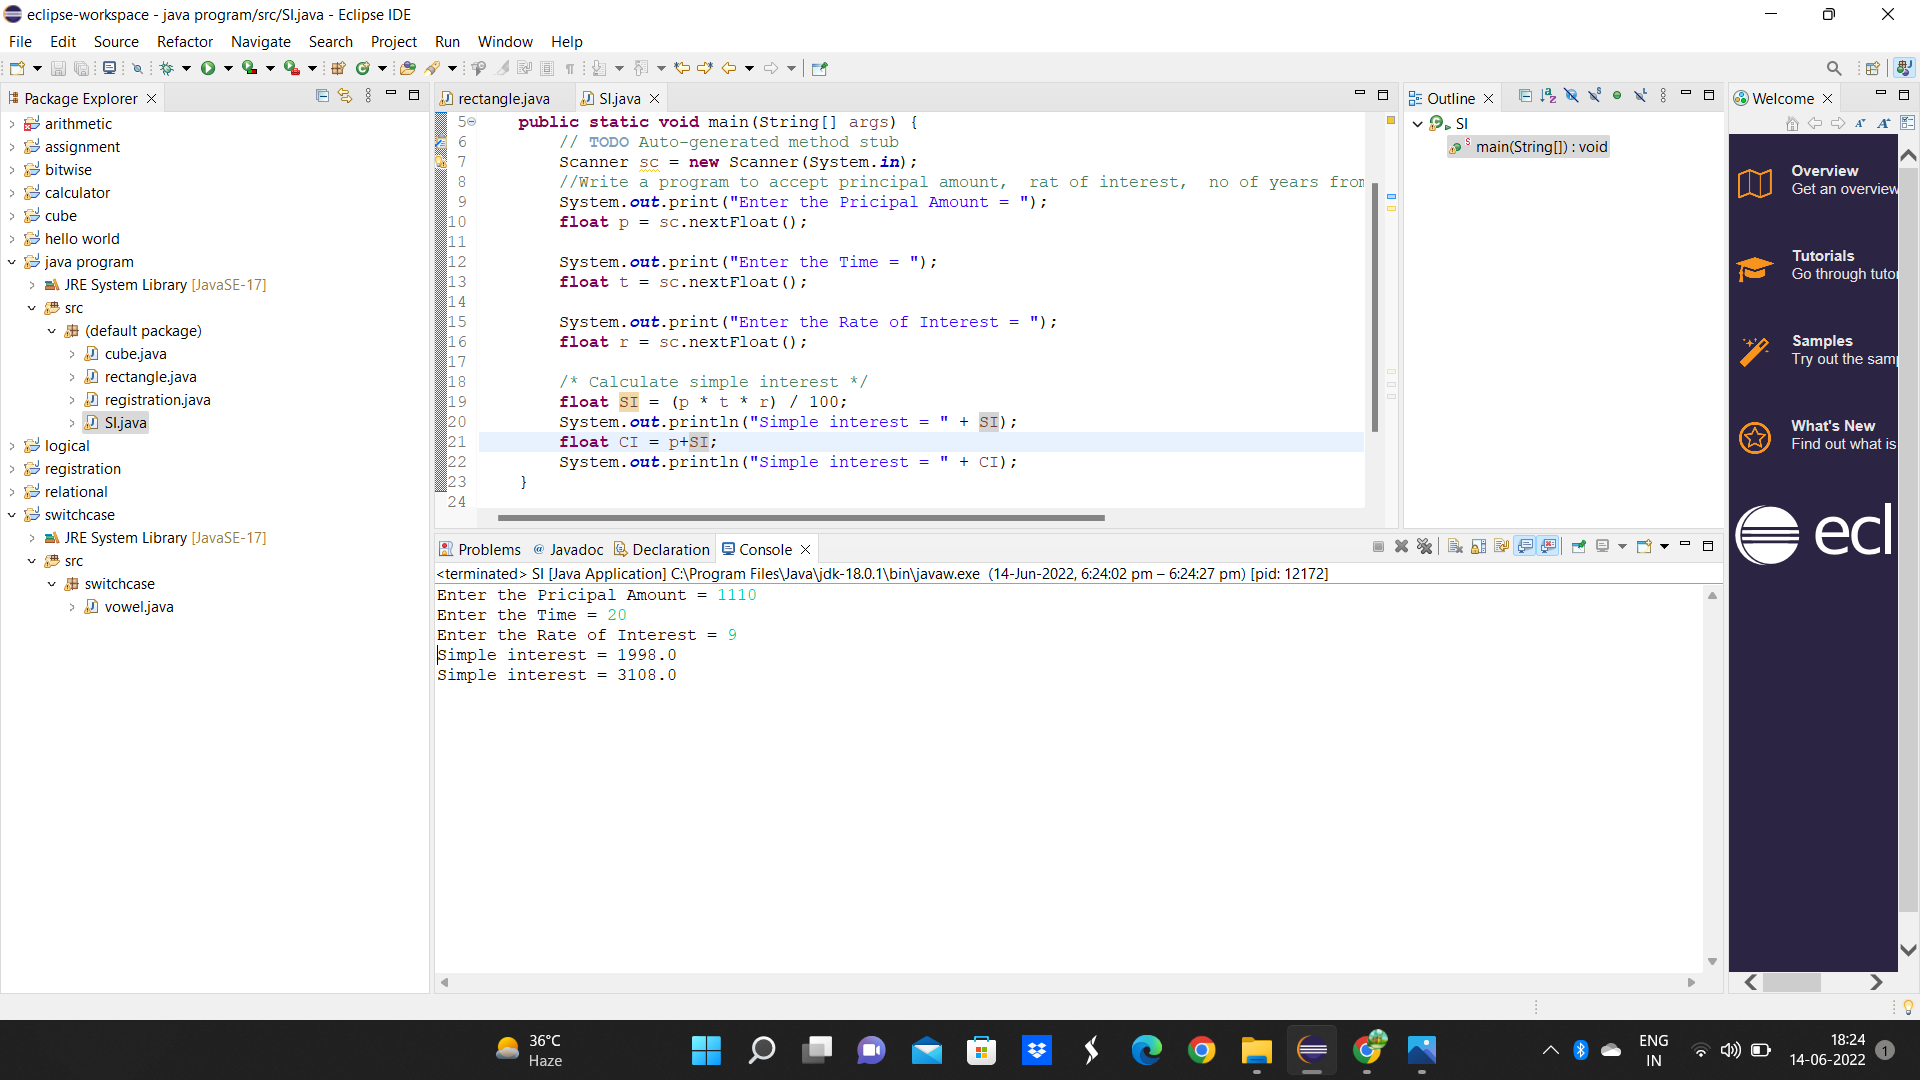 eclipse-workspace - java program/src/SI.java - Eclipse IDE
File Edit Source Refactor Navigate Search Project Run Window Help
Package Explorer
arithmetic
assignment
bitwise
calculator
cube
hello world
java program
JRE System Library [JavaSE-17]
src
(default package)
cube.java
rectangle.java
registration.java
SI.java
logical
registration
relational
switchcase
JRE System Library [JavaSE-17]
src
switchcase
vowel.java
rectangle.java SI.java
5 public static void main(String[] args) {
6 // TODO Auto-generated method stub
7 Scanner sc = new Scanner(System.in);
8 //Write a program to accept principal amount, rat of interest, no of years from
9 System.out.print("Enter the Pricipal Amount = ");
10 float p = sc.nextFloat();
11
12 System.out.print("Enter the Time = ");
13 float t = sc.nextFloat();
14
15 System.out.print("Enter the Rate of Interest = ");
16 float r = sc.nextFloat();
17
18 /* Calculate simple interest */
19 float SI = (p * t * r) / 100;
20 System.out.println("Simple interest = " + SI);
21 float CI = p+SI;
22 System.out.println("Simple interest = " + CI);
23 }
24
Outline
SI
main(String[]) : void
Welcome
Overview
Get an overview
Tutorials
Go through tutor
Samples
Try out the samp
What's New
Find out what is
ecl
Problems Javadoc Declaration Console
<terminated> SI [Java Application] C:\Program Files\Java\jdk-18.0.1\bin\javaw.exe (14-Jun-2022, 6:24:02 pm – 6:24:27 pm) [pid: 12172]
Enter the Pricipal Amount = 1110
Enter the Time = 20
Enter the Rate of Interest = 9
Simple interest = 1998.0
Simple interest = 3108.0
36°C
Haze
ENG
IN
18:24
14-06-2022
1